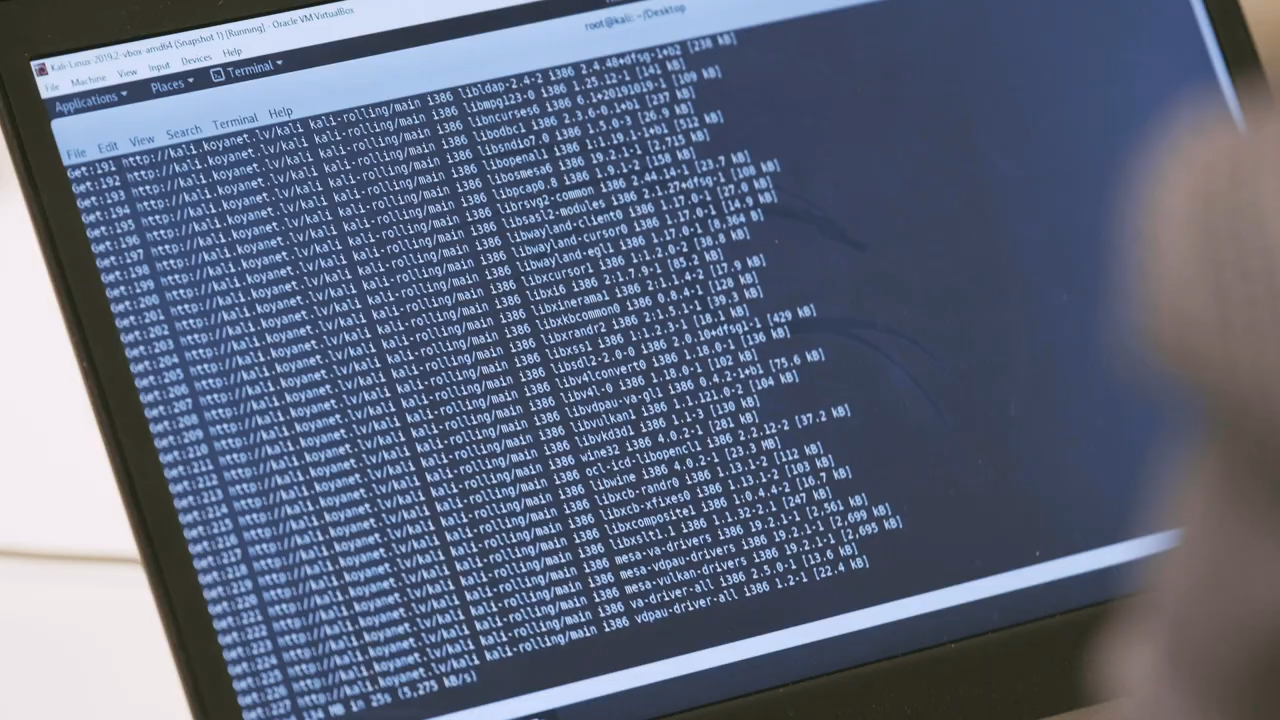 Kali-Linux-2019.2-vbox-amd64 (Snapshot 1) [Running] - Oracle VM VirtualBox
File Machine View Input Devices Help
Applications Places Terminal
root@kali: ~/Desktop
File Edit View Search Terminal Help
Get:191 http://kali.koyanet.lv/kali kali-rolling/main i386 libldap-2.4-2 i386 2.4.48+dfsg-1+b2 [238 kB]
Get:192 http://kali.koyanet.lv/kali kali-rolling/main i386 libmpg123-0 i386 1.25.12-1 [141 kB]
Get:193 http://kali.koyanet.lv/kali kali-rolling/main i386 libncurses6 i386 6.1+20191019-1 [109 kB]
Get:194 http://kali.koyanet.lv/kali kali-rolling/main i386 libodbc1 i386 2.3.6-0.1+b1 [237 kB]
Get:195 http://kali.koyanet.lv/kali kali-rolling/main i386 libsndio7.0 i386 1.5.0-3 [26.9 kB]
Get:196 http://kali.koyanet.lv/kali kali-rolling/main i386 libopenal1 i386 1:1.19.1-1+b1 [512 kB]
Get:197 http://kali.koyanet.lv/kali kali-rolling/main i386 libosmesa6 i386 19.2.1-1 [2,715 kB]
Get:198 http://kali.koyanet.lv/kali kali-rolling/main i386 libpcap0.8 i386 1.9.1-2 [158 kB]
Get:199 http://kali.koyanet.lv/kali kali-rolling/main i386 librsvg2-common i386 2.44.14-1 [23.7 kB]
Get:200 http://kali.koyanet.lv/kali kali-rolling/main i386 libsasl2-modules i386 2.1.27+dfsg-1 [108 kB]
Get:201 http://kali.koyanet.lv/kali kali-rolling/main i386 libwayland-client0 i386 1.17.0-1 [27.0 kB]
Get:202 http://kali.koyanet.lv/kali kali-rolling/main i386 libwayland-cursor0 i386 1.17.0-1 [14.9 kB]
Get:203 http://kali.koyanet.lv/kali kali-rolling/main i386 libwayland-egl1 i386 1.17.0-1 [8,364 B]
Get:204 http://kali.koyanet.lv/kali kali-rolling/main i386 libxcursor1 i386 1:1.2.0-2 [38.0 kB]
Get:205 http://kali.koyanet.lv/kali kali-rolling/main i386 libxi6 i386 2:1.7.9-1 [85.2 kB]
Get:206 http://kali.koyanet.lv/kali kali-rolling/main i386 libxinerama1 i386 2:1.1.4-2 [17.9 kB]
Get:207 http://kali.koyanet.lv/kali kali-rolling/main i386 libxkbcommon0 i386 0.8.4-1 [128 kB]
Get:208 http://kali.koyanet.lv/kali kali-rolling/main i386 libxrandr2 i386 2:1.5.1-1 [39.3 kB]
Get:209 http://kali.koyanet.lv/kali kali-rolling/main i386 libxss1 i386 1:1.2.3-1 [18.1 kB]
Get:210 http://kali.koyanet.lv/kali kali-rolling/main i386 libsdl2-2.0-0 i386 2.0.10+dfsg1-1 [429 kB]
Get:211 http://kali.koyanet.lv/kali kali-rolling/main i386 libv4lconvert0 i386 1.18.0-1 [136 kB]
Get:212 http://kali.koyanet.lv/kali kali-rolling/main i386 libv4l-0 i386 1.18.0-1 [102 kB]
Get:213 http://kali.koyanet.lv/kali kali-rolling/main i386 libvdpau-va-gl1 i386 0.4.2-1+b1 [75.6 kB]
Get:214 http://kali.koyanet.lv/kali kali-rolling/main i386 libvulkan1 i386 1.1.121.0-2 [104 kB]
Get:215 http://kali.koyanet.lv/kali kali-rolling/main i386 libvkd3d1 i386 1.1-3 [130 kB]
Get:216 http://kali.koyanet.lv/kali kali-rolling/main i386 wine32 i386 4.0.2-1 [281 kB]
Get:217 http://kali.koyanet.lv/kali kali-rolling/main i386 ocl-icd-libopencl1 i386 2.2.12-2 [37.2 kB]
Get:218 http://kali.koyanet.lv/kali kali-rolling/main i386 libwine i386 4.0.2-1 [23.3 MB]
Get:219 http://kali.koyanet.lv/kali kali-rolling/main i386 libxcb-randr0 i386 1.13.1-2 [112 kB]
Get:220 http://kali.koyanet.lv/kali kali-rolling/main i386 libxcb-xfixes0 i386 1.13.1-2 [103 kB]
Get:221 http://kali.koyanet.lv/kali kali-rolling/main i386 libxcomposite1 i386 1:0.4.4-2 [16.7 kB]
Get:222 http://kali.koyanet.lv/kali kali-rolling/main i386 libxslt1.1 i386 1.1.32-2.1 [247 kB]
Get:223 http://kali.koyanet.lv/kali kali-rolling/main i386 mesa-va-drivers i386 19.2.1-1 [2,561 kB]
Get:224 http://kali.koyanet.lv/kali kali-rolling/main i386 mesa-vdpau-drivers i386 19.2.1-1 [2,699 kB]
Get:225 http://kali.koyanet.lv/kali kali-rolling/main i386 mesa-vulkan-drivers i386 19.2.1-1 [2,695 kB]
Get:226 http://kali.koyanet.lv/kali kali-rolling/main i386 va-driver-all i386 2.5.0-1 [13.6 kB]
Get:227 http://kali.koyanet.lv/kali kali-rolling/main i386 vdpau-driver-all i386 1.2-1 [22.4 kB]
134 MB in 25s (5,275 kB/s)